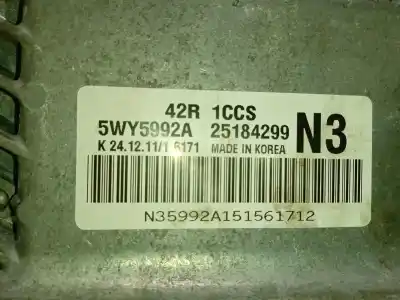 42R 1CCS
5WY5992A 25184299 N3
K 24.12.11/1 6171 MADE IN KOREA
N35992A151561712